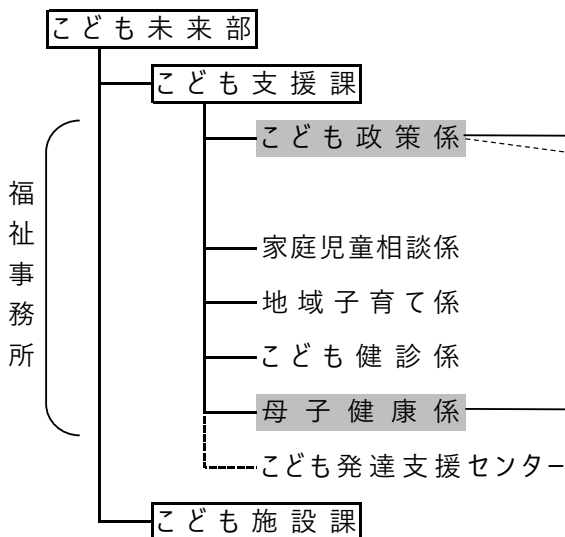 こども未来部
こども支援課
こども政策係
福祉事務所
家庭児童相談係
地域子育て係
こども健診係
母子健康係
こども発達支援センター
こども施設課